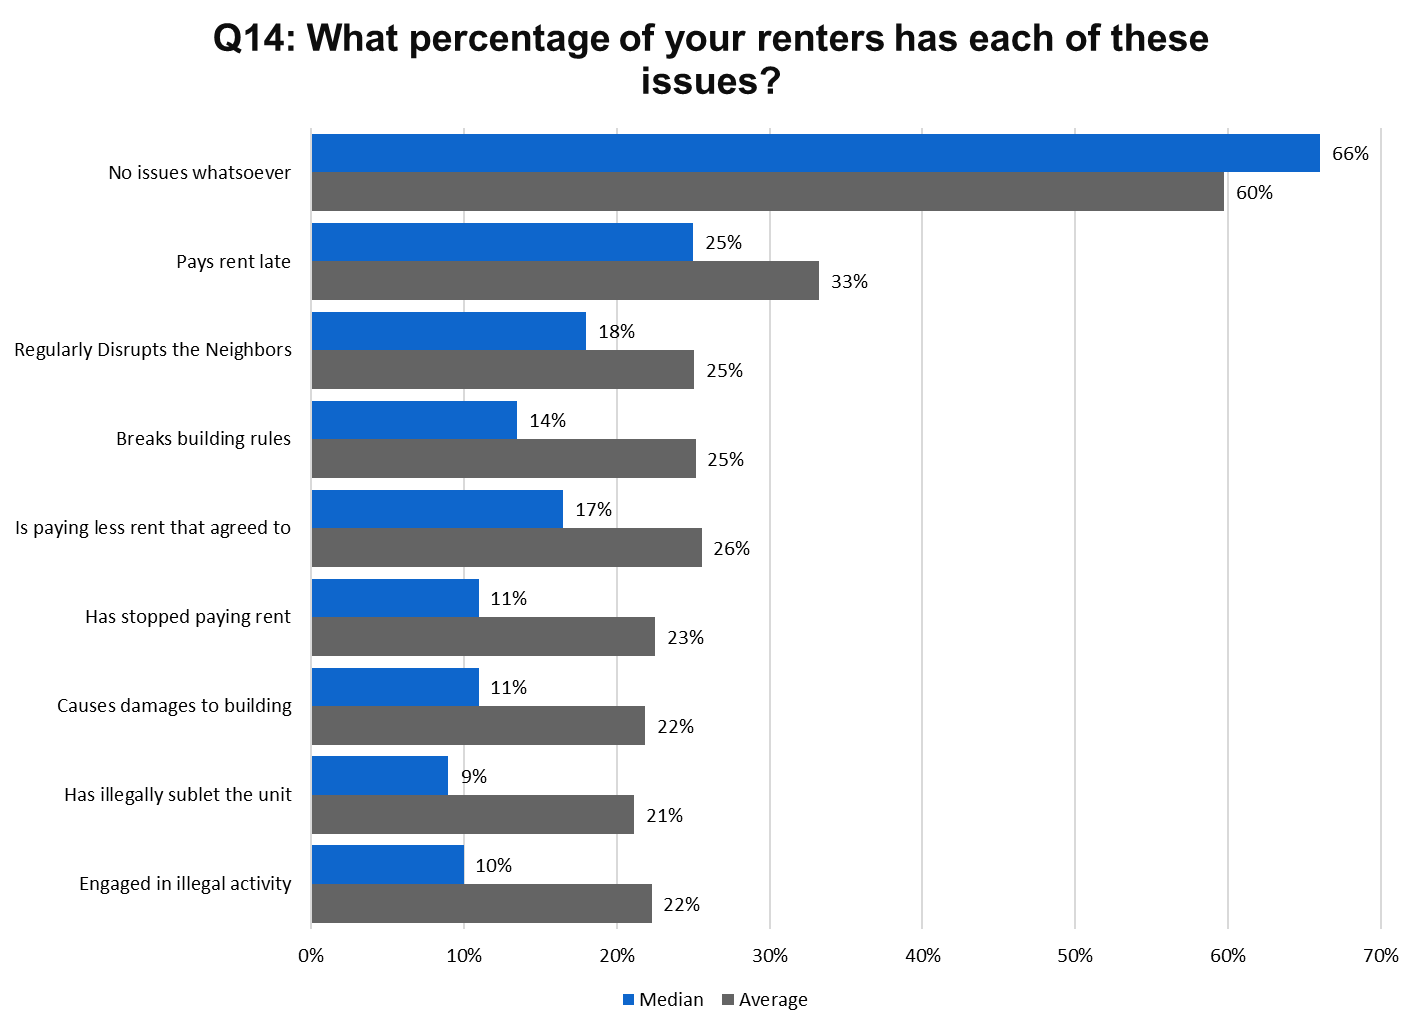 Q14: What percentage of your renters has each of these
issues?
No issues whatsoever
66%
60%
Pays rent late
25%
33%
Regularly Disrupts the Neighbors
18%
25%
Breaks building rules
14%
25%
Is paying less rent that agreed to
17%
26%
Has stopped paying rent
11%
23%
Causes damages to building
11%
22%
Has illegally sublet the unit
9%
21%
Engaged in illegal activity
10%
22%
0% 10% 20% 30% 40% 50% 60% 70%
Median Average